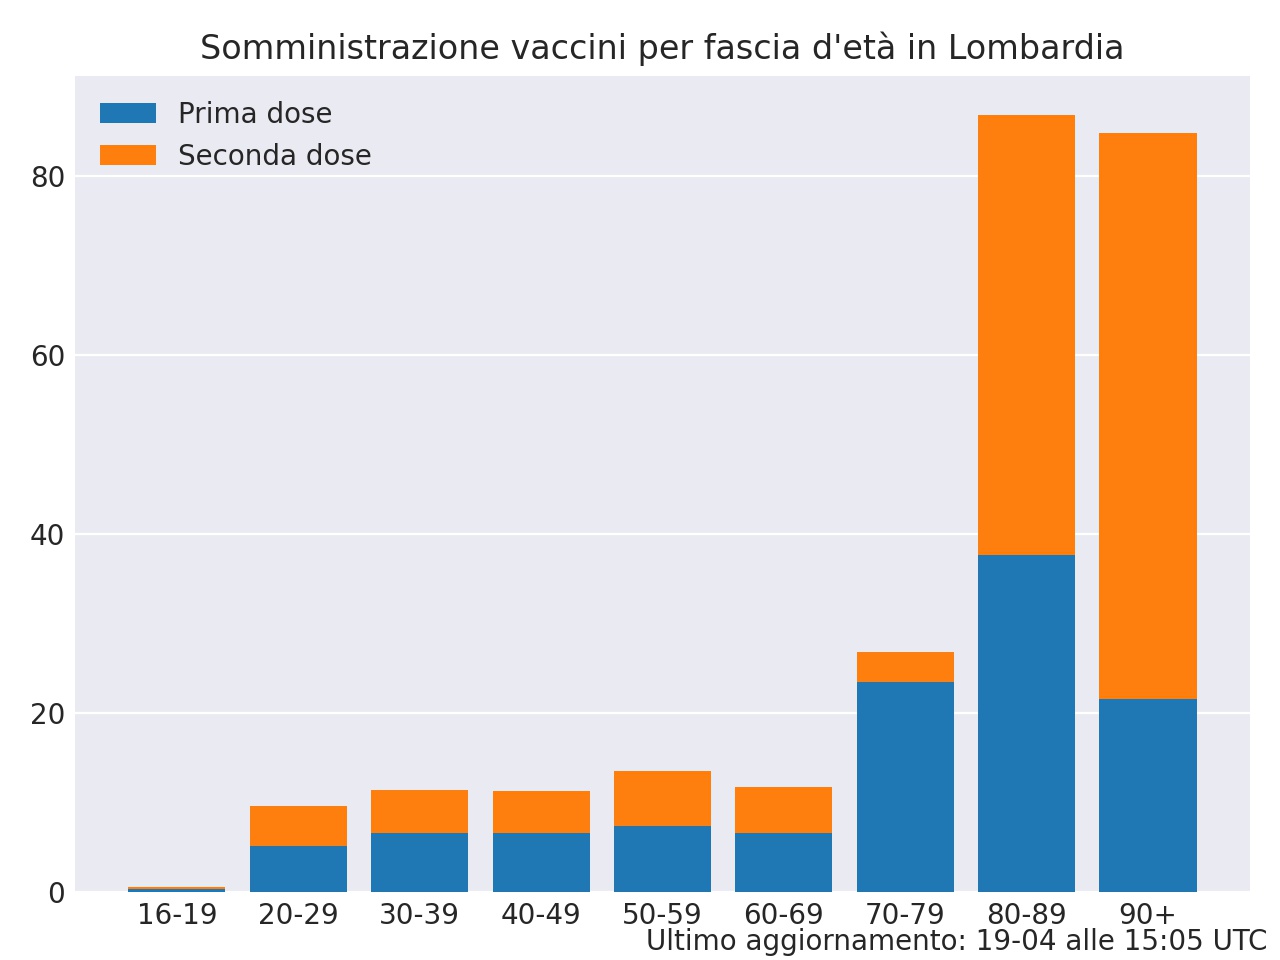 Somministrazione vaccini per fascia d'età in Lombardia
Prima dose
Seconda dose
80
60
40
20
0
16-19 20-29 30-39 40-49 50-59 60-69 70-79 80-89 90+
Ultimo aggiornamento: 19-04 alle 15:05 UTC